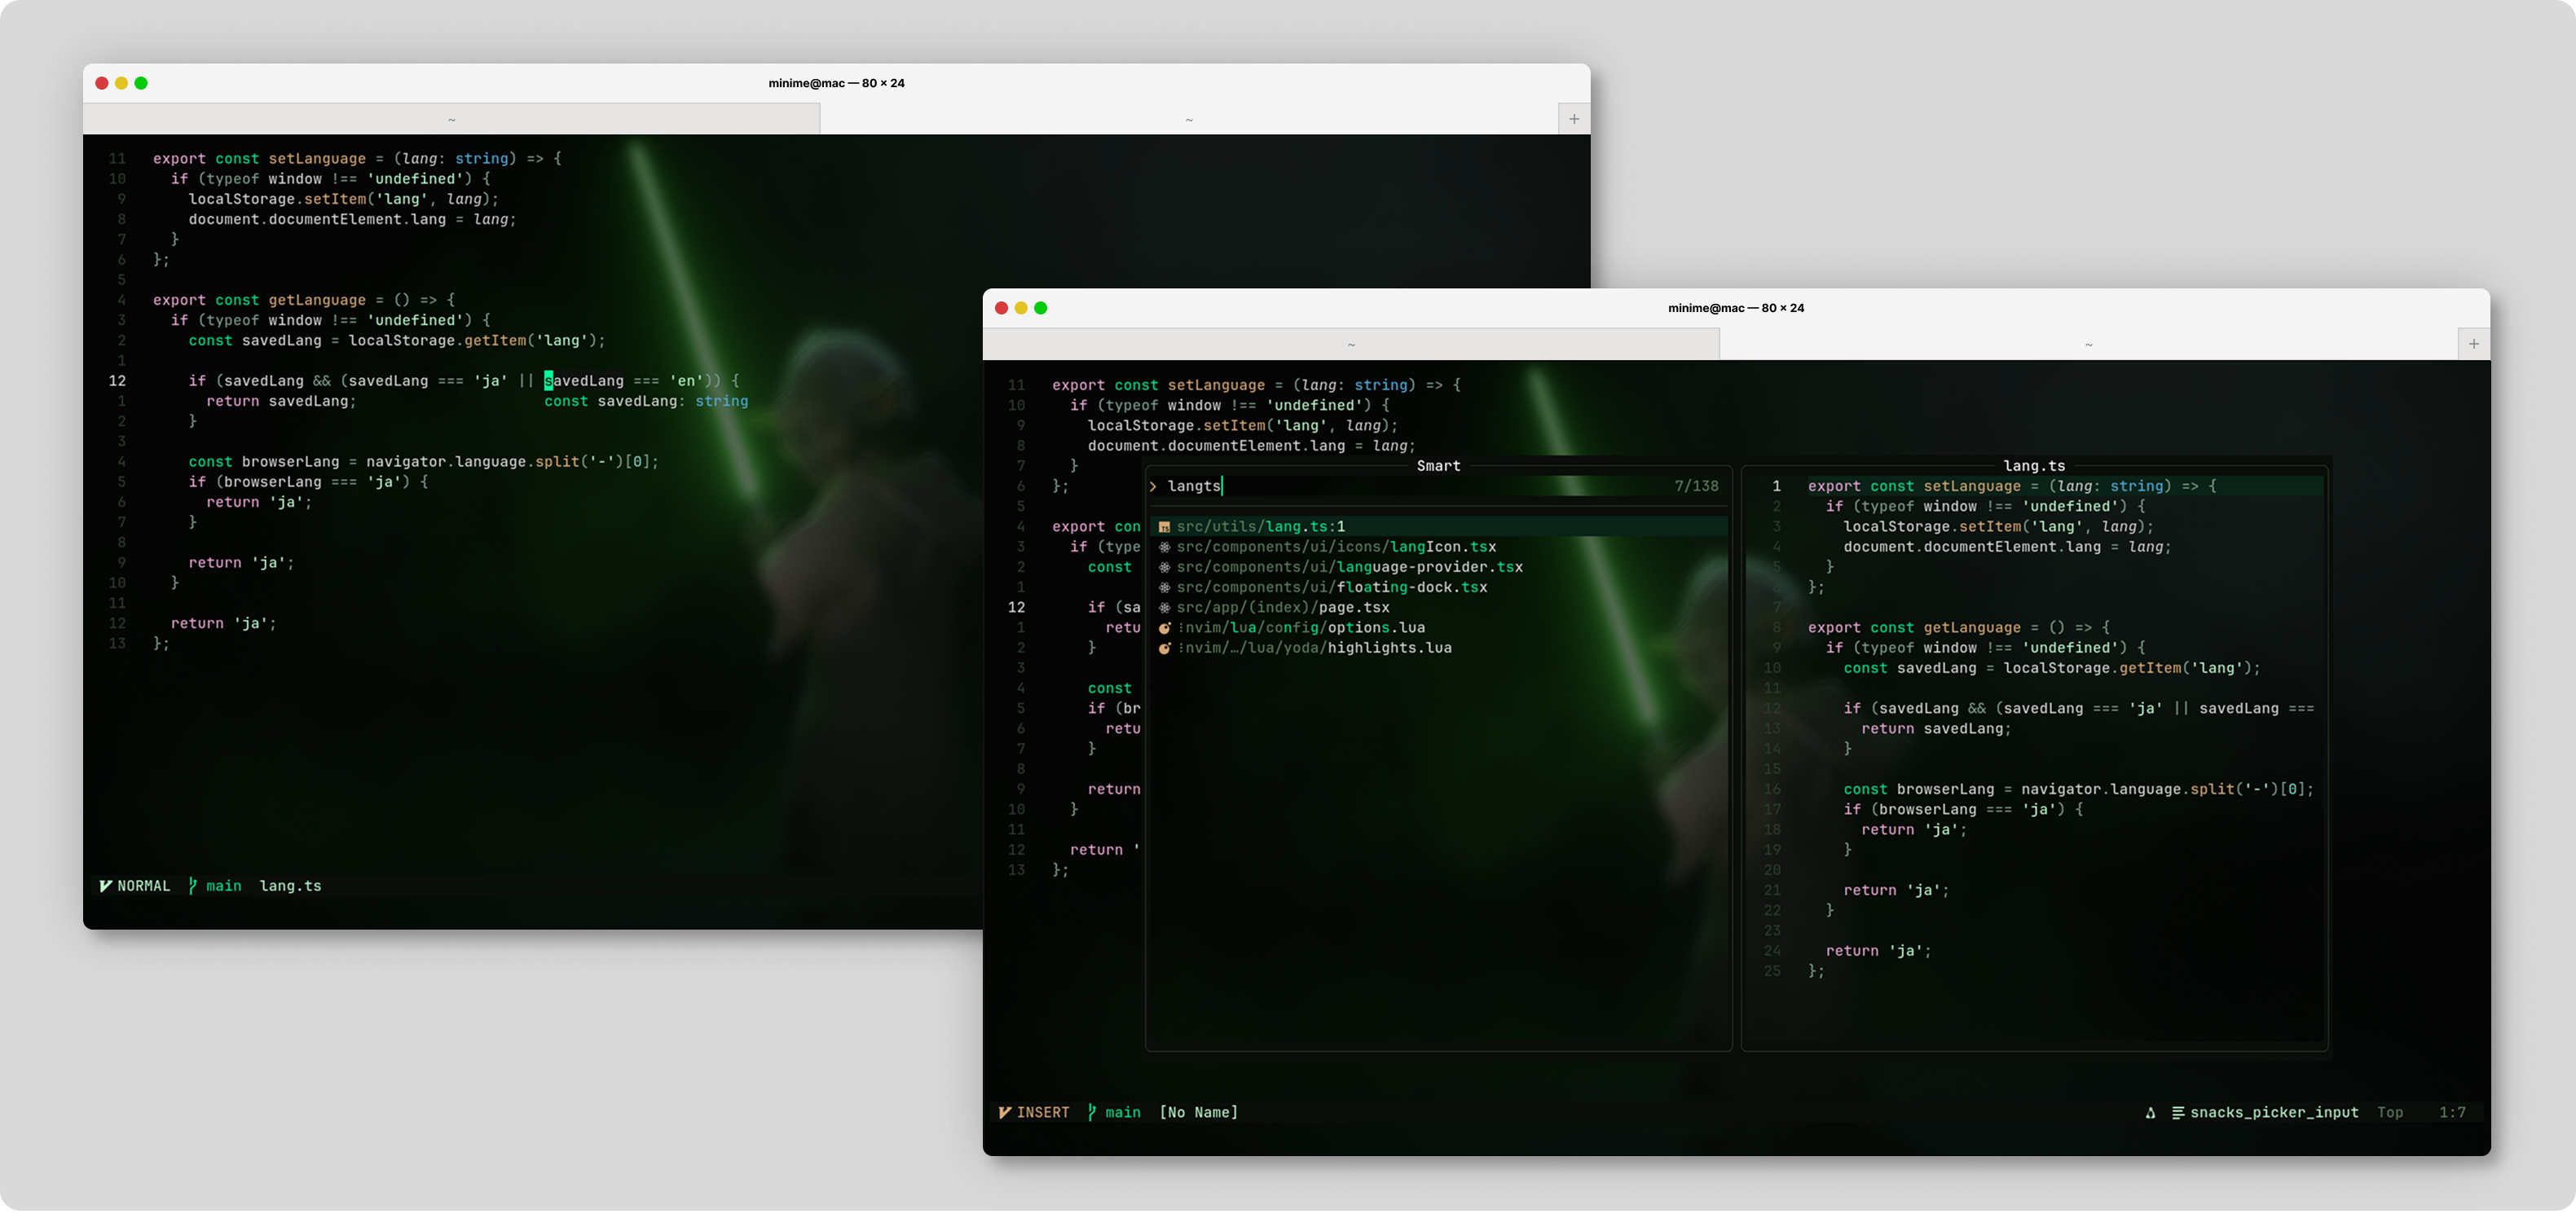 minime@mac — 80 × 24
~ ~ +
11 export const setLanguage = (lang: string) => {
10 if (typeof window !== 'undefined') {
9 localStorage.setItem('lang', lang);
8 document.documentElement.lang = lang;
7 }
6 };
5
4 export const getLanguage = () => {
3 if (typeof window !== 'undefined') {
2 const savedLang = localStorage.getItem('lang');
1
12 if (savedLang && (savedLang === 'ja' || savedLang === 'en')) {
1 return savedLang; const savedLang: string
2 }
3
4 const browserLang = navigator.language.split('-')[0];
5 if (browserLang === 'ja') {
6 return 'ja';
7 }
8
9 return 'ja';
10 }
11
12 return 'ja';
13 };
NORMAL main lang.ts
minime@mac — 80 × 24
~ ~ +
11 export const setLanguage = (lang: string) => {
10 if (typeof window !== 'undefined') {
9 localStorage.setItem('lang', lang);
8 document.documentElement.lang = lang;
7 }
6 };
5
4 export con
3 if (type
2 const
1
12 if (sa
1 retu
2 }
3
4 const
5 if (br
6 retu
7 }
8
9 return
10 }
11
12 return '
13 };
Smart
> langts 7/138
src/utils/lang.ts:1
src/components/ui/icons/langIcon.tsx
src/components/ui/language-provider.tsx
src/components/ui/floating-dock.tsx
src/app/(index)/page.tsx
⁝nvim/lua/config/options.lua
⁝nvim/…/lua/yoda/highlights.lua
lang.ts
1 export const setLanguage = (lang: string) => {
2 if (typeof window !== 'undefined') {
3 localStorage.setItem('lang', lang);
4 document.documentElement.lang = lang;
5 }
6 };
7
8 export const getLanguage = () => {
9 if (typeof window !== 'undefined') {
10 const savedLang = localStorage.getItem('lang');
11
12 if (savedLang && (savedLang === 'ja' || savedLang ===
13 return savedLang;
14 }
15
16 const browserLang = navigator.language.split('-')[0];
17 if (browserLang === 'ja') {
18 return 'ja';
19 }
20
21 return 'ja';
22 }
23
24 return 'ja';
25 };
INSERT main [No Name] snacks_picker_input Top 1:7